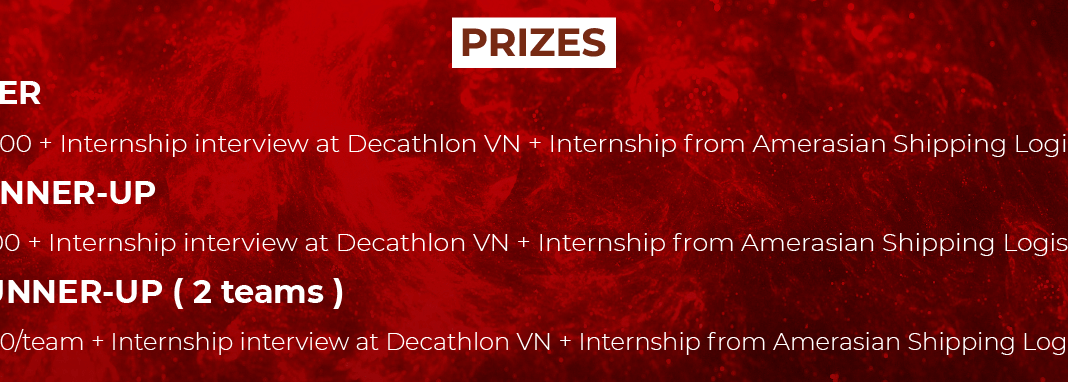 PRIZES
ER
00 + Internship interview at Decathlon VN + Internship from Amerasian Shipping Logi
NNER-UP
00 + Internship interview at Decathlon VN + Internship from Amerasian Shipping Logis
UNNER-UP ( 2 teams )
0/team + Internship interview at Decathlon VN + Internship from Amerasian Shipping Log